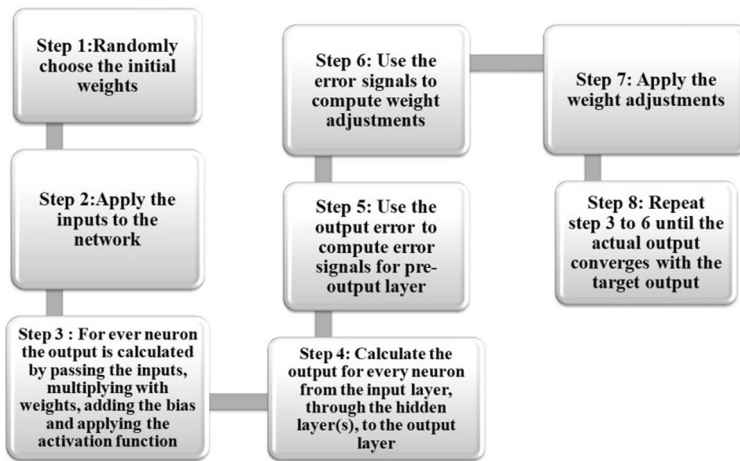 Step 1:Randomly
choose the initial
weights
Step 2:Apply the
inputs to the
network
Step 3 : For ever neuron
the output is calculated
by passing the inputs,
multiplying with
weights, adding the bias
and applying the
activation function
Step 4: Calculate the
output for every neuron
from the input layer,
through the hidden
layer(s), to the output
layer
Step 5: Use the
output error to
compute error
signals for pre-
output layer
Step 6: Use the
error signals to
compute weight
adjustments
Step 7: Apply the
weight adjustments
Step 8: Repeat
step 3 to 6 until the
actual output
converges with the
target output